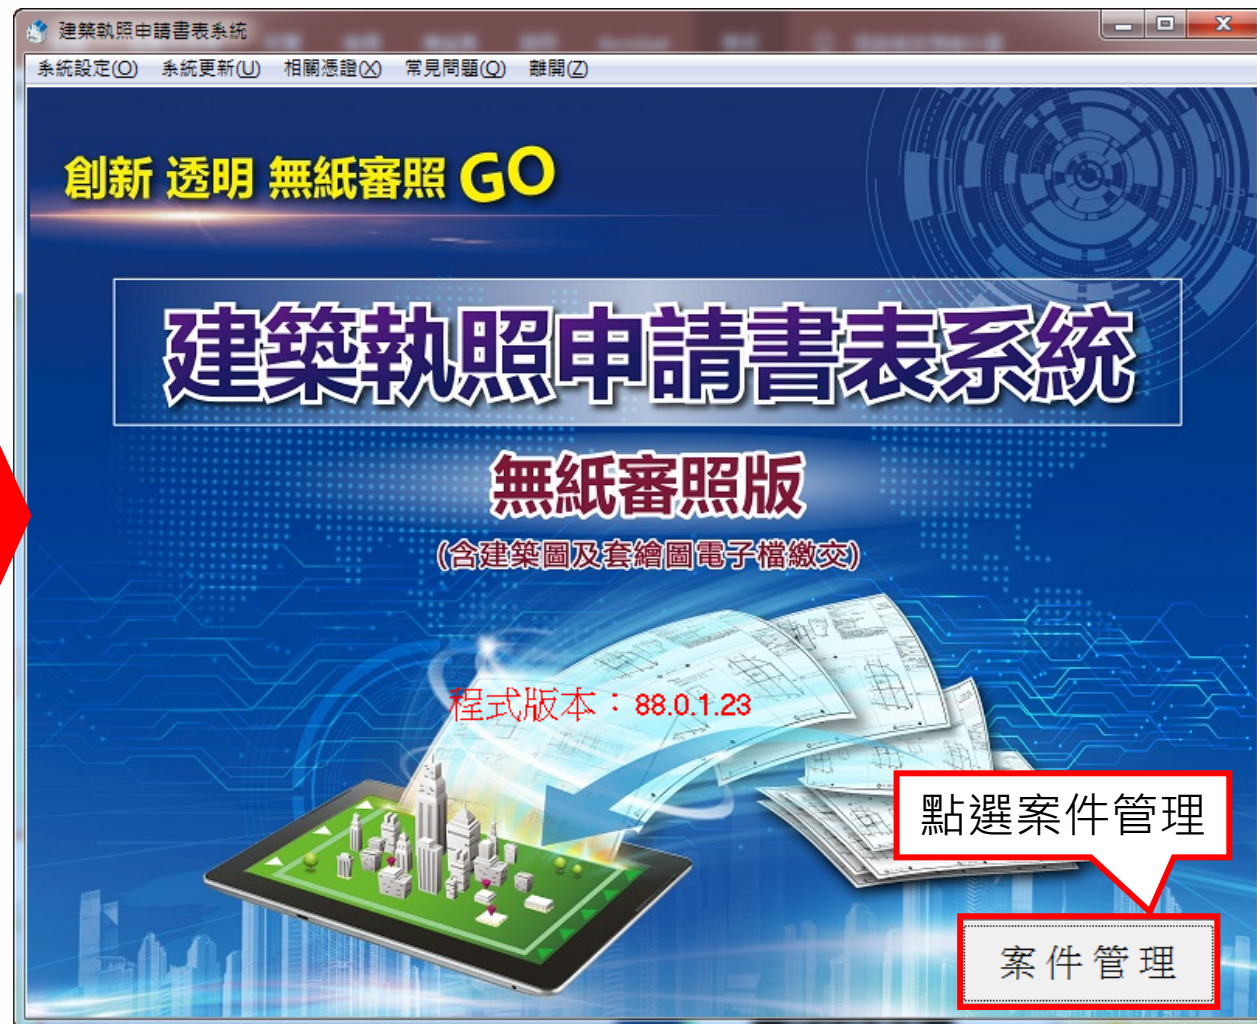 建築執照申請書表系統
系統設定(O) 系統更新(U) 相關憑證(X) 常見問題(Q) 離開(Z)
創新 透明 無紙審照 GO
建築執照申請書表系統
無紙審照版
(含建築圖及套繪圖電子檔繳交)
程式版本：88.0.1.23
點選案件管理
案件管理